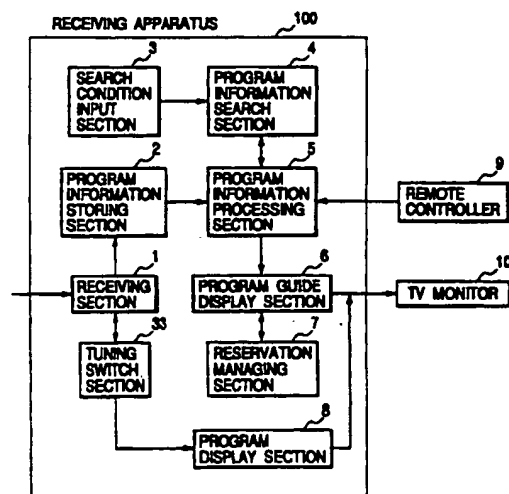 RECEIVING APPARATUS
100
3
SEARCH
CONDITION
INPUT
SECTION
4
PROGRAM
INFORMATION
SEARCH
SECTION
2
PROGRAM
INFORMATION
STORING
SECTION
5
PROGRAM
INFORMATION
PROCESSING
SECTION
9
REMOTE
CONTROLLER
1
RECEIVING
SECTION
6
PROGRAM GUIDE
DISPLAY SECTION
10
TV MONITOR
33
TUNING
SWITCH
SECTION
7
RESERVATION
MANAGING
SECTION
8
PROGRAM
DISPLAY SECTION